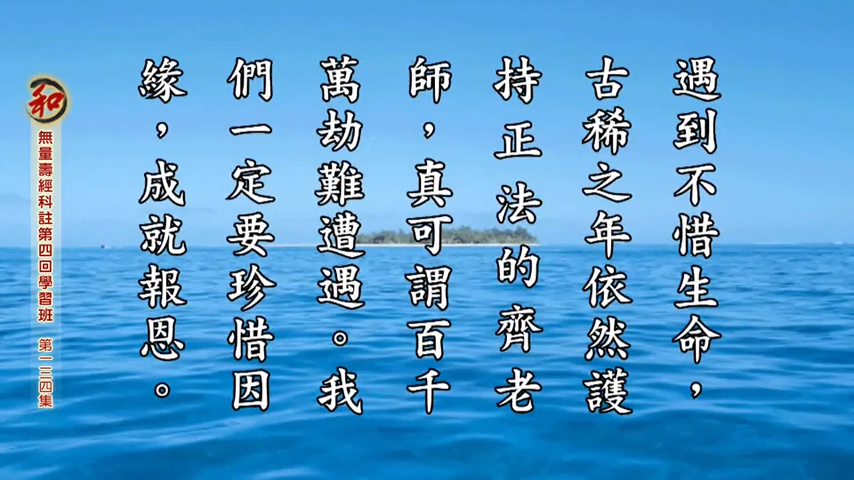 遇到不惜生命，
古稀之年依然護
持正法的齊老
師，真可謂百千
萬劫難遭遇。我
們一定要珍惜因
緣，成就報恩。
和
無量壽經科註第四回學習班　第一三四集